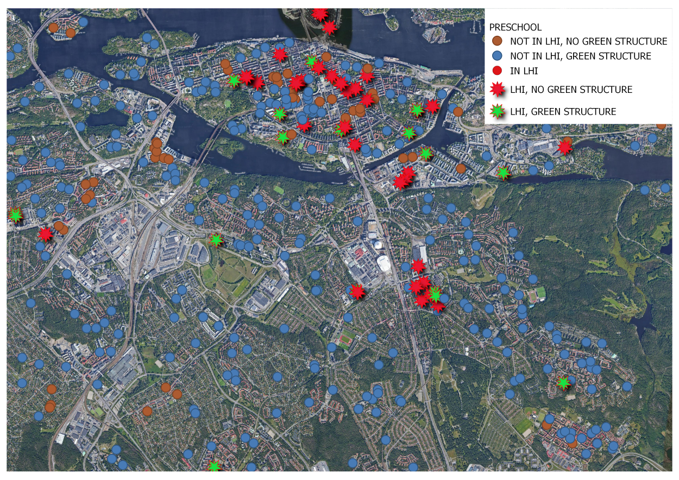 PRESCHOOL
NOT IN LHI, NO GREEN STRUCTURE
NOT IN LHI, GREEN STRUCTURE
IN LHI
LHI, NO GREEN STRUCTURE
LHI, GREEN STRUCTURE